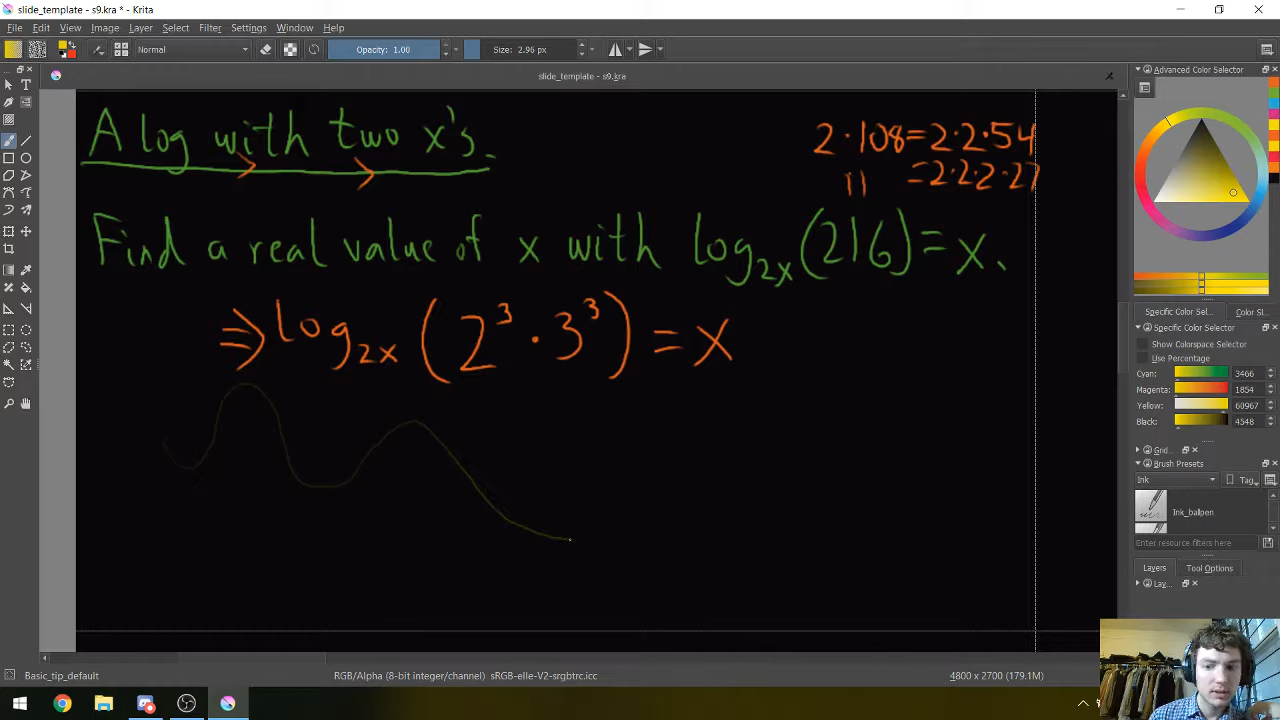 slide_template - s9.kra * - Krita
File Edit View Image Layer Select Filter Settings Window Help
Normal Opacity: 1.00 Size: 2.96 px
slide_template - s9.kra
Advanced Color Selector
A log with two x's.
2·108=2·2·54
11 =2·2·2·27
Find a real value of x with log₂ₓ(216)=x.
⇒log₂ₓ(2³·3³)=x
Specific Color Sel... Color Sl...
Specific Color Selector
Show Colorspace Selector
Use Percentage
Cyan: 3466
Magenta: 1854
Yellow: 60967
Black: 4548
Grid...
Brush Presets
Ink Tag
Ink_ballpen
Enter resource filters here
Layers Tool Options
Lay...
Basic_tip_default RGB/Alpha (8-bit integer/channel) sRGB-elle-V2-srgbtrc.icc 4800 x 2700 (179.1M)